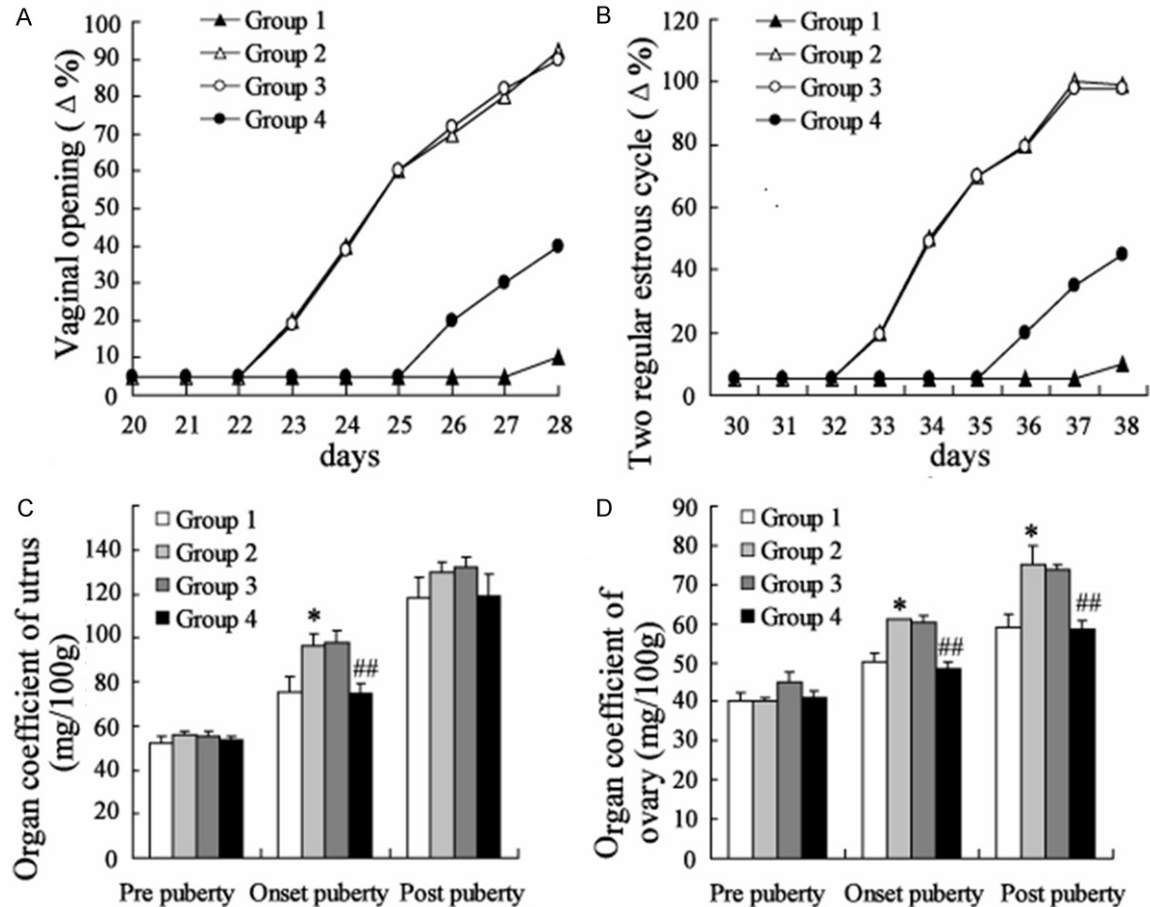 A
Vaginal opening ( Δ %)
100
90
80
70
60
50
40
30
20
10
0
Group 1
Group 2
Group 3
Group 4
20 21 22 23 24 25 26 27 28
days
B
Two regular estrous cycle ( Δ %)
120
100
80
60
40
20
0
Group 1
Group 2
Group 3
Group 4
30 31 32 33 34 35 36 37 38
days
C
Organ coefficient of utrus
(mg/100g)
140
120
100
80
60
40
20
0
Group 1
Group 2
Group 3
Group 4
*
##
Pre puberty Onset puberty Post puberty
D
Organ coefficient of
ovary (mg/100g)
90
80
70
60
50
40
30
20
10
0
Group 1
Group 2
Group 3
Group 4
*
##
*
##
Pre puberty Onset puberty Post puberty